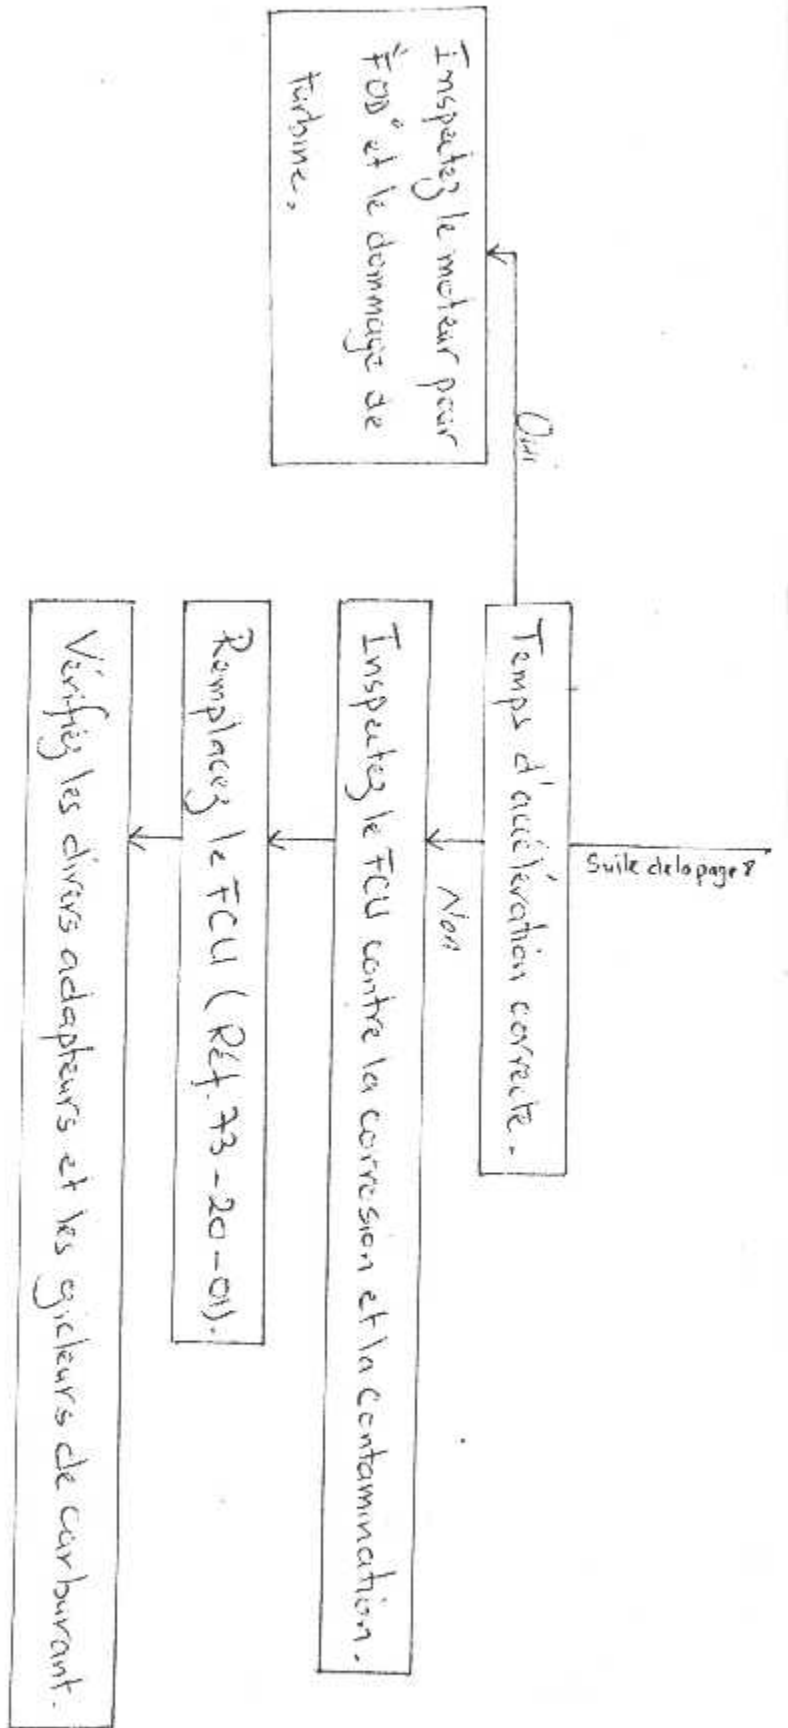 Suite de la page 8
Temps d'accélération correcte.
Oui
Non
Inspectez le moteur pour
"FOD" et le dommage de
turbine.
Inspectez le FCU contre la corrosion et la contamination.
Remplacez le FCU (Réf. 73-20-01).
Vérifiez les divers adapteurs et les gicleurs de carburant.